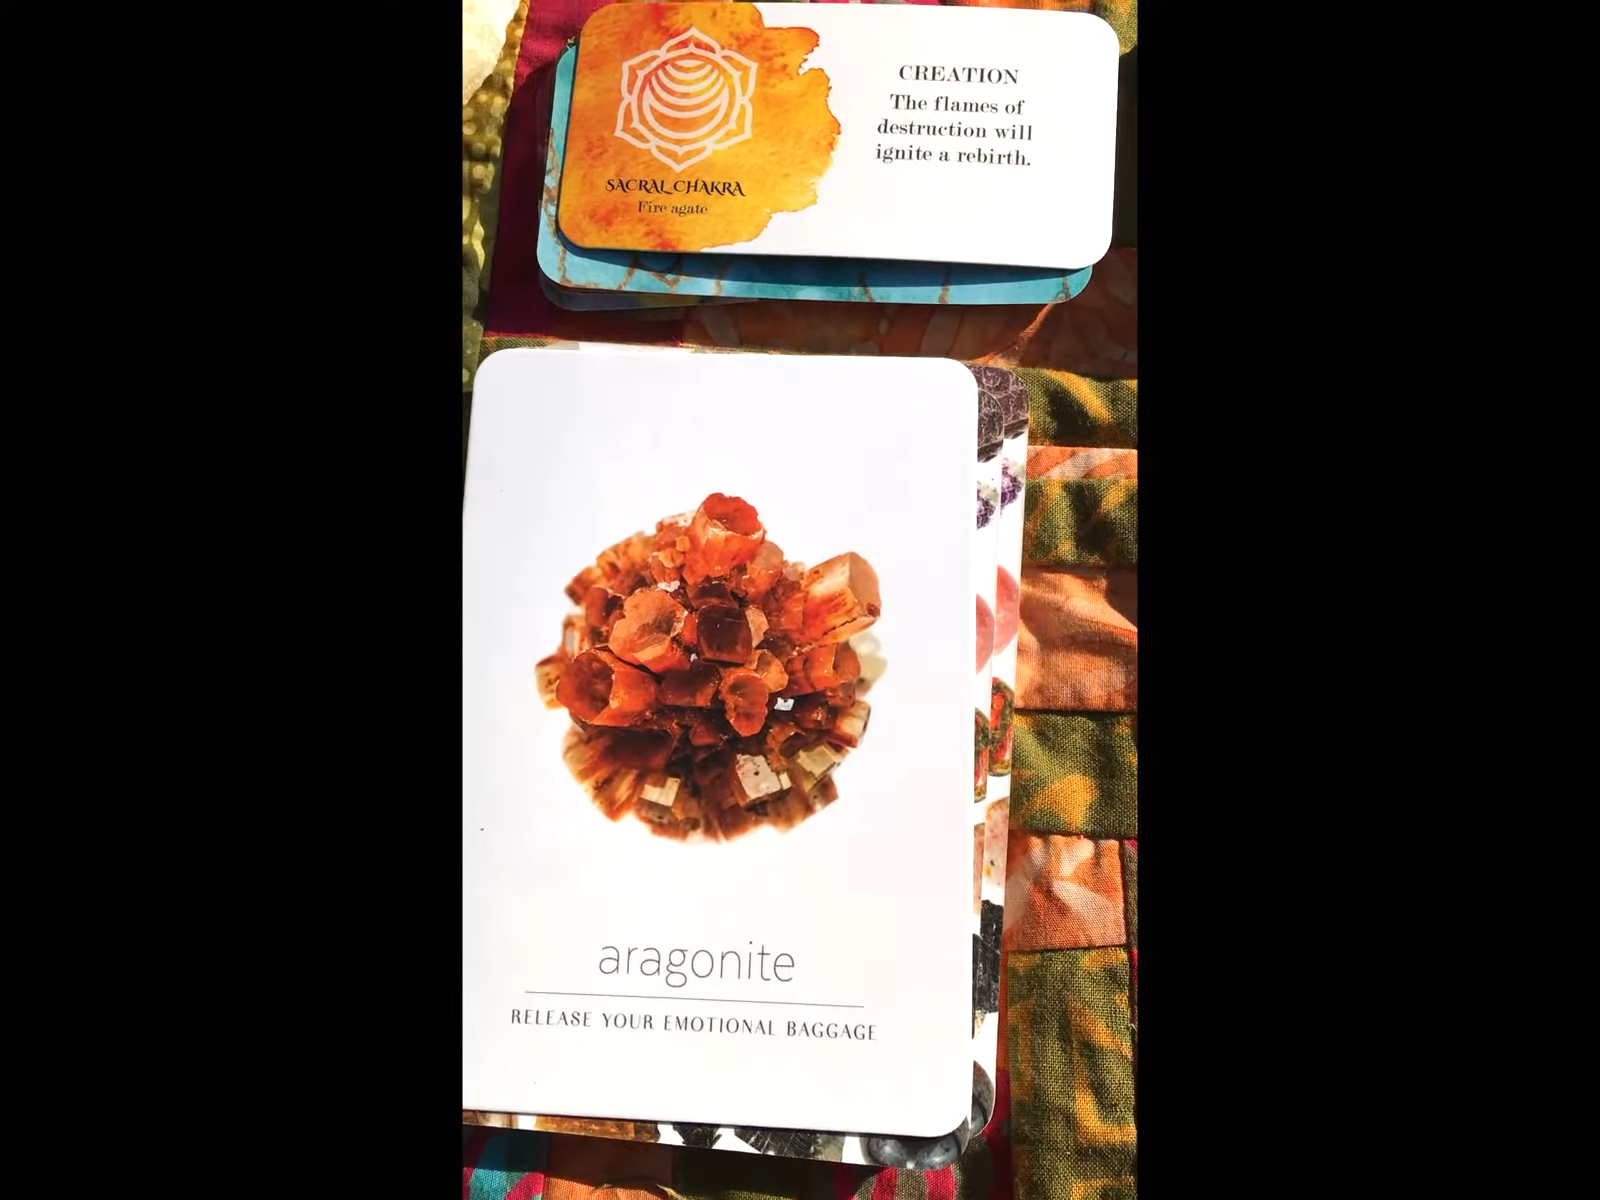 SACRAL CHAKRA
Fire agate
CREATION
The flames of
destruction will
ignite a rebirth.
aragonite
RELEASE YOUR EMOTIONAL BAGGAGE